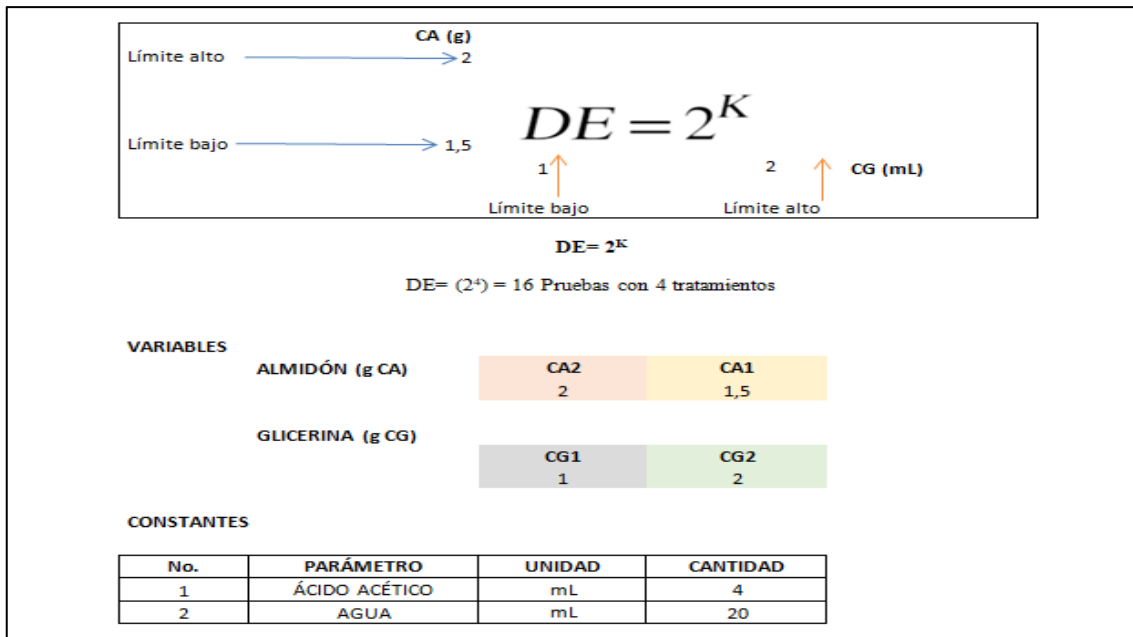 CA (g)
Límite alto 2
DE = 2^K
Límite bajo 1,5
1 2 CG (mL)
Límite bajo Límite alto
DE= 2^K
DE= (2⁴) = 16 Pruebas con 4 tratamientos
VARIABLES
ALMIDÓN (g CA) CA2 CA1
2 1,5
GLICERINA (g CG)
CG1 CG2
1 2
CONSTANTES
No. PARÁMETRO UNIDAD CANTIDAD
1 ÁCIDO ACÉTICO mL 4
2 AGUA mL 20